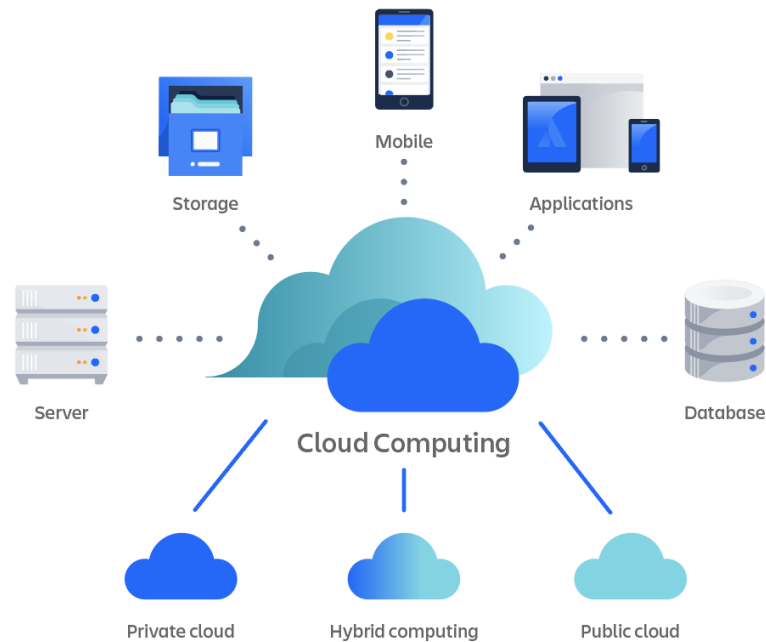 Mobile
Storage
Applications
Server
Database
Cloud Computing
Private cloud
Hybrid computing
Public cloud